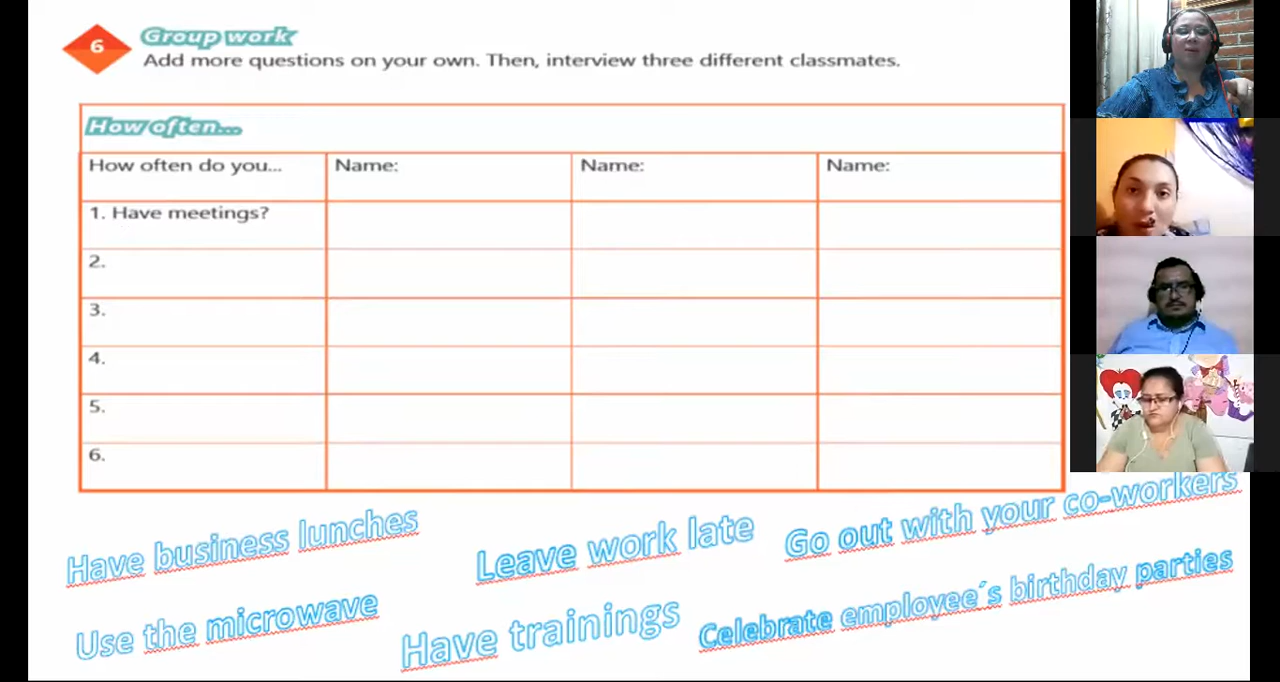 6
Group work
Add more questions on your own. Then, interview three different classmates.
How often...
How often do you... Name: Name: Name:
1. Have meetings?
2.
3.
4.
5.
6.
Have business lunches
Leave work late
Go out with your co-workers
Use the microwave
Have trainings
Celebrate employee´s birthday parties